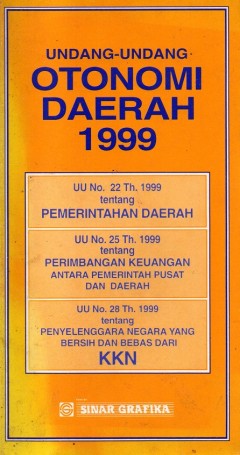 UNDANG-UNDANG
OTONOMI
DAERAH
1999
UU No. 22 Th. 1999
tentang
PEMERINTAHAN DAERAH
UU No. 25 Th. 1999
tentang
PERIMBANGAN KEUANGAN
ANTARA PEMERINTAH PUSAT
DAN DAERAH
UU No. 28 Th. 1999
tentang
PENYELENGGARA NEGARA YANG
BERSIH DAN BEBAS DARI
KKN
SINAR GRAFIKA